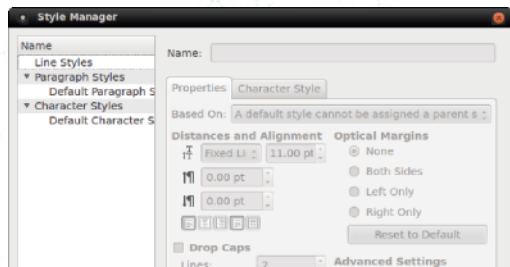 Style Manager
Name
Line Styles
Paragraph Styles
Default Paragraph S
Character Styles
Default Character S
Name:
Properties
Character Style
Based On: A default style cannot be assigned a parent s
Distances and Alignment
Fixed Li
11.00 pt
0.00 pt
0.00 pt
Drop Caps
Lines:
2
Optical Margins
None
Both Sides
Left Only
Right Only
Reset to Default
Advanced Settings